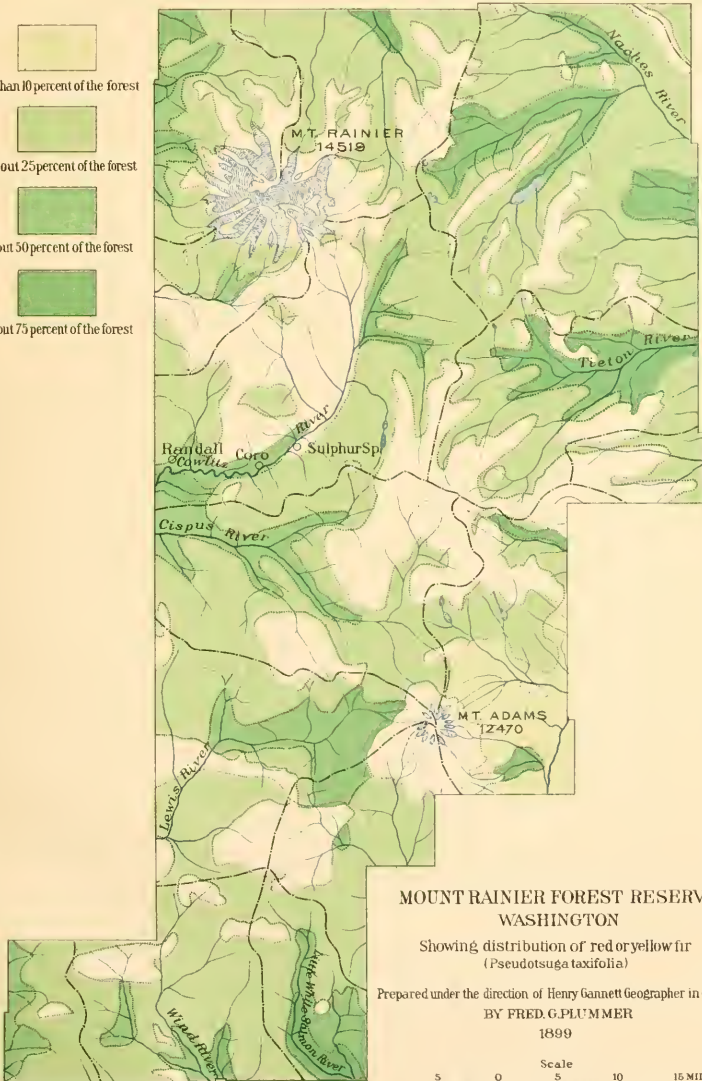 han 10 percent of the forest
out 25 percent of the forest
out 50 percent of the forest
out 75 percent of the forest
Naches River
MT. RAINIER
14519
Tieton River
River
Randall
Cowlitz
Coro
Sulphur Sp.
Cispus River
MT. ADAMS
12470
Lewis River
Little White Salmon River
Wind River
MOUNT RAINIER FOREST RESERV
WASHINGTON
Showing distribution of red or yellow fir
(Pseudotsuga taxifolia)
Prepared under the direction of Henry Gannett Geographer in
BY FRED. G. PLUMMER
1899
Scale
5 0 5 10 15 MIL